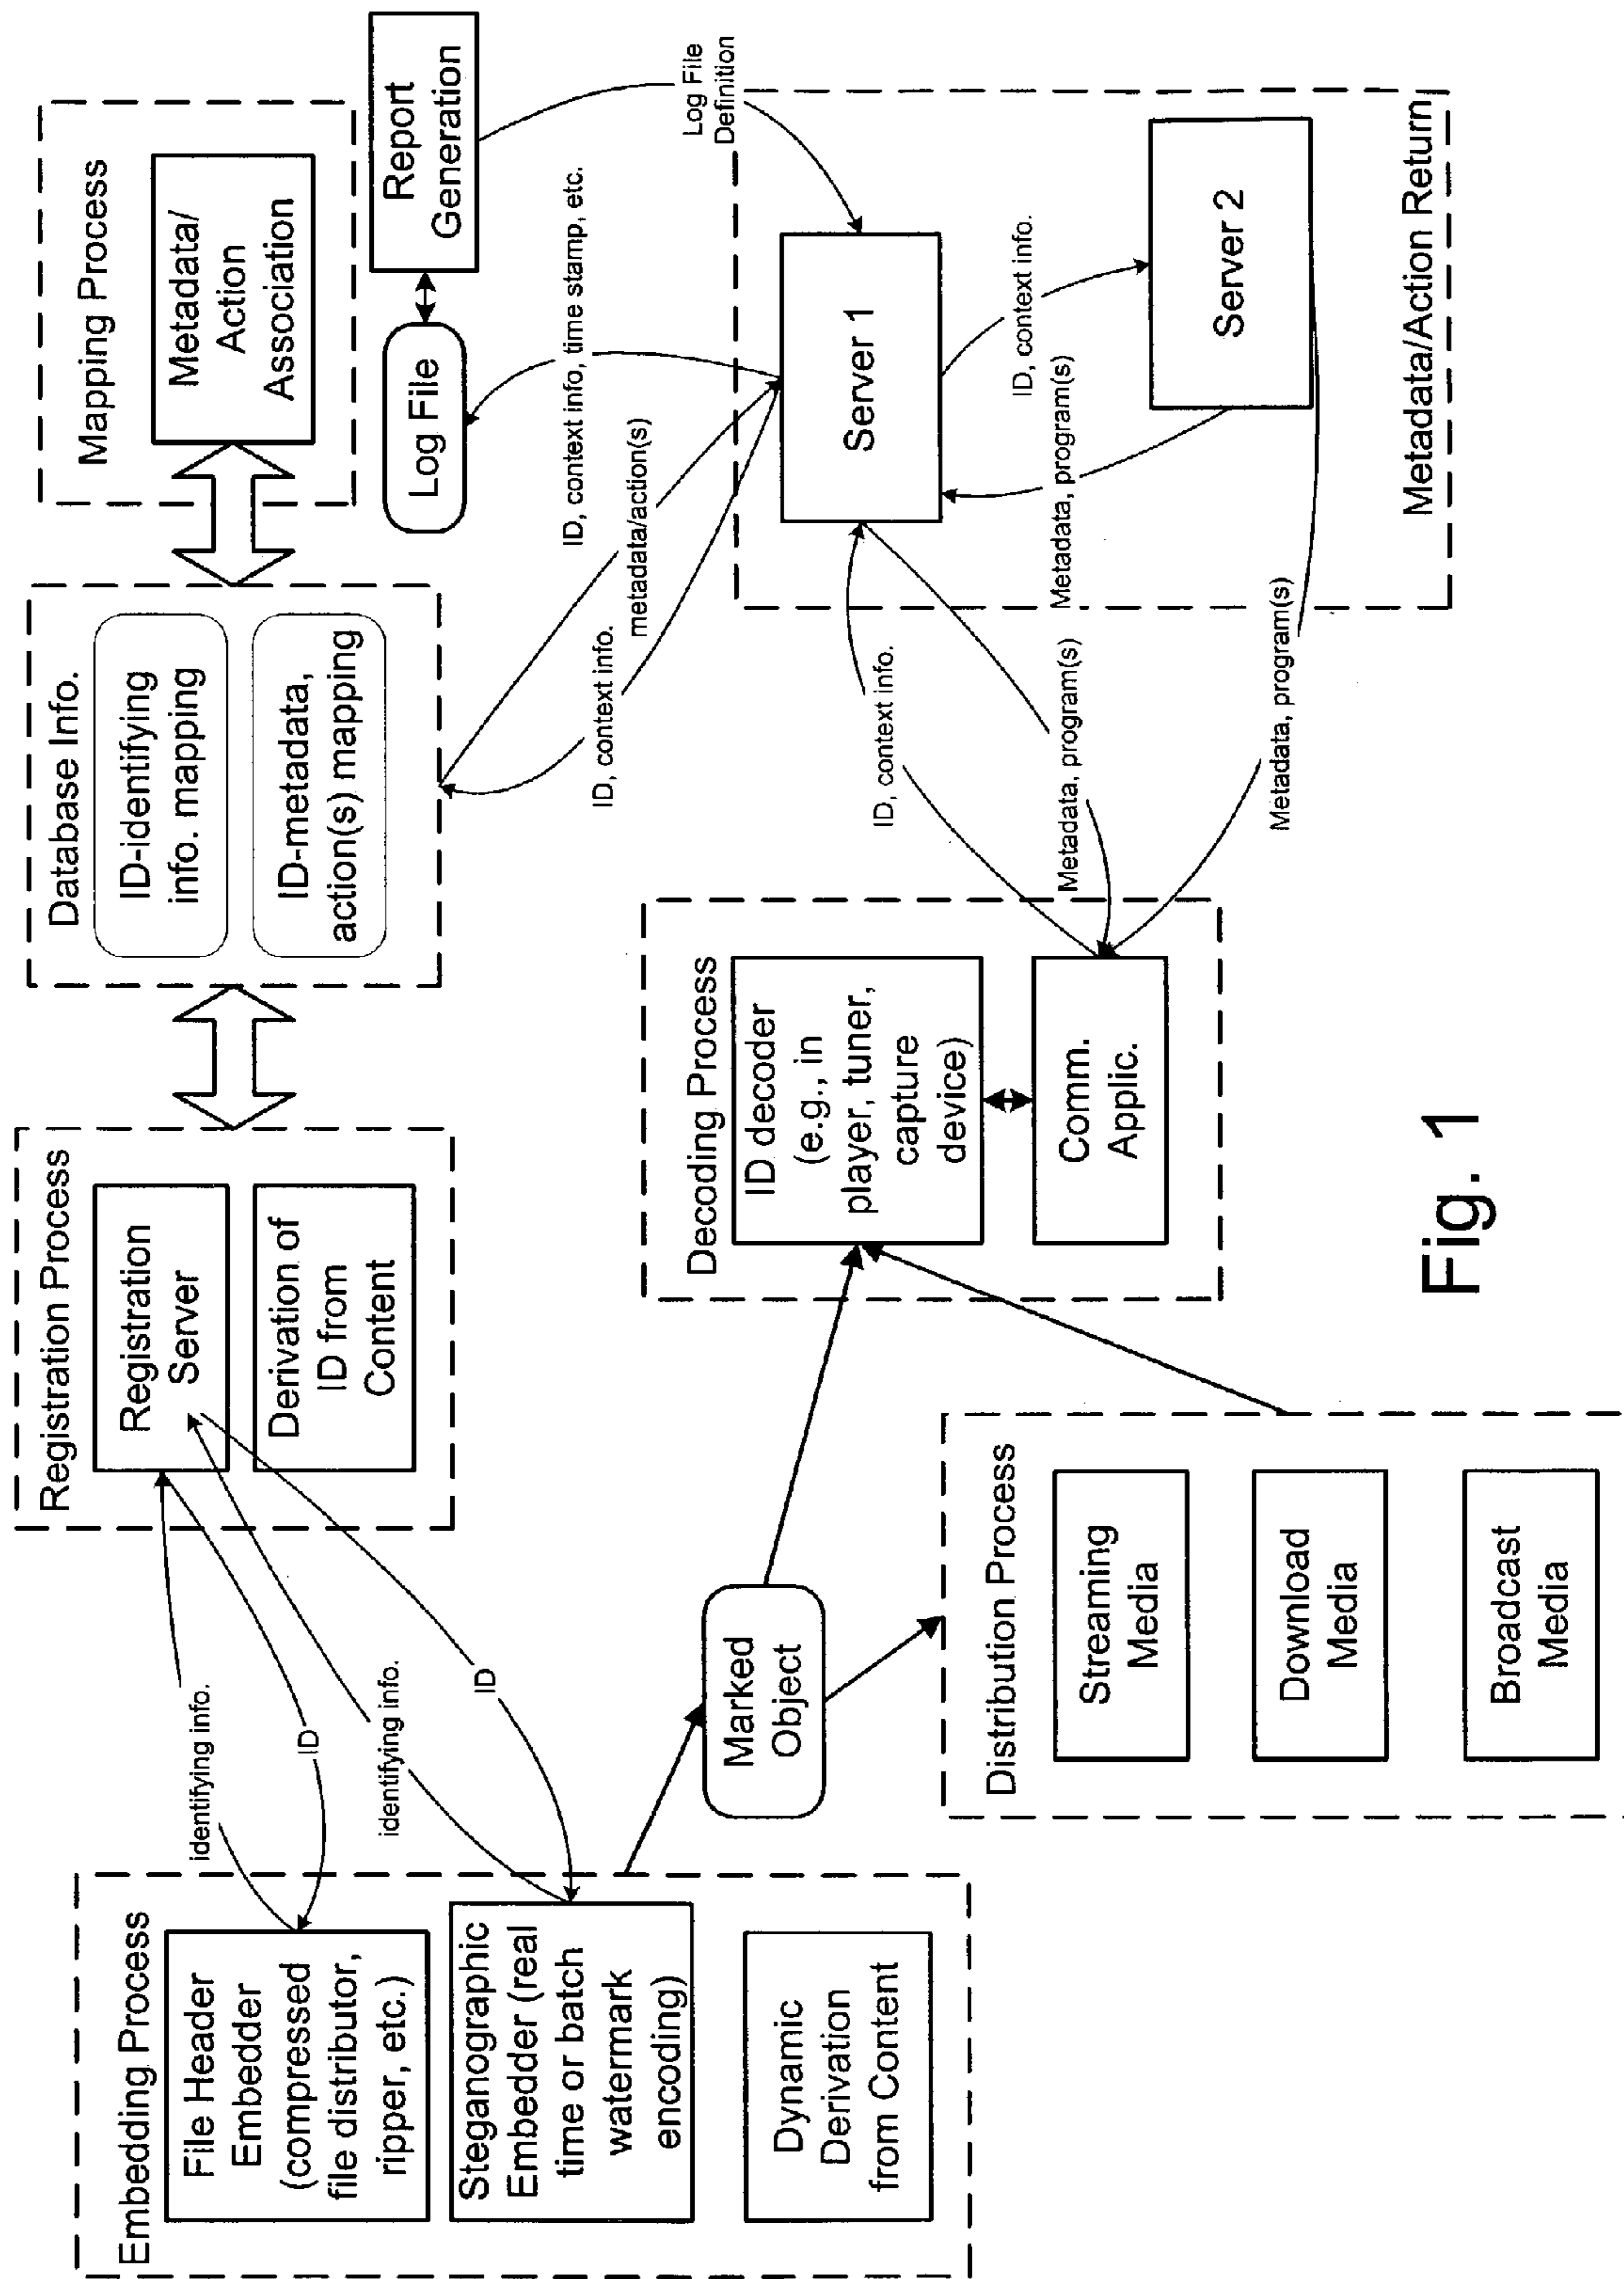 Embedding Process
File Header
Embedder
(compressed
file distributor,
ripper, etc.)
Steganographic
Embedder (real
time or batch
watermark
encoding)
Dynamic
Derivation
from Content
identifying info.
ID
identifying info.
ID
Registration Process
Registration
Server
Derivation of
ID from
Content
Database Info.
ID-identifying
info. mapping
ID-metadata,
action(s) mapping
Mapping Process
Metadata/
Action
Association
Report
Generation
Log File
Log File
Definition
ID, context info, time stamp, etc.
metadata/action(s)
ID, context info.
Marked
Object
Distribution Process
Streaming
Media
Download
Media
Broadcast
Media
Decoding Process
ID decoder
(e.g., in
player, tuner,
capture
device)
Comm.
Applic.
ID, context info.
Metadata, program(s)
Metadata, program(s)
Server 1
ID, context info.
Metadata, program(s)
Server 2
Metadata/Action Return
Fig. 1